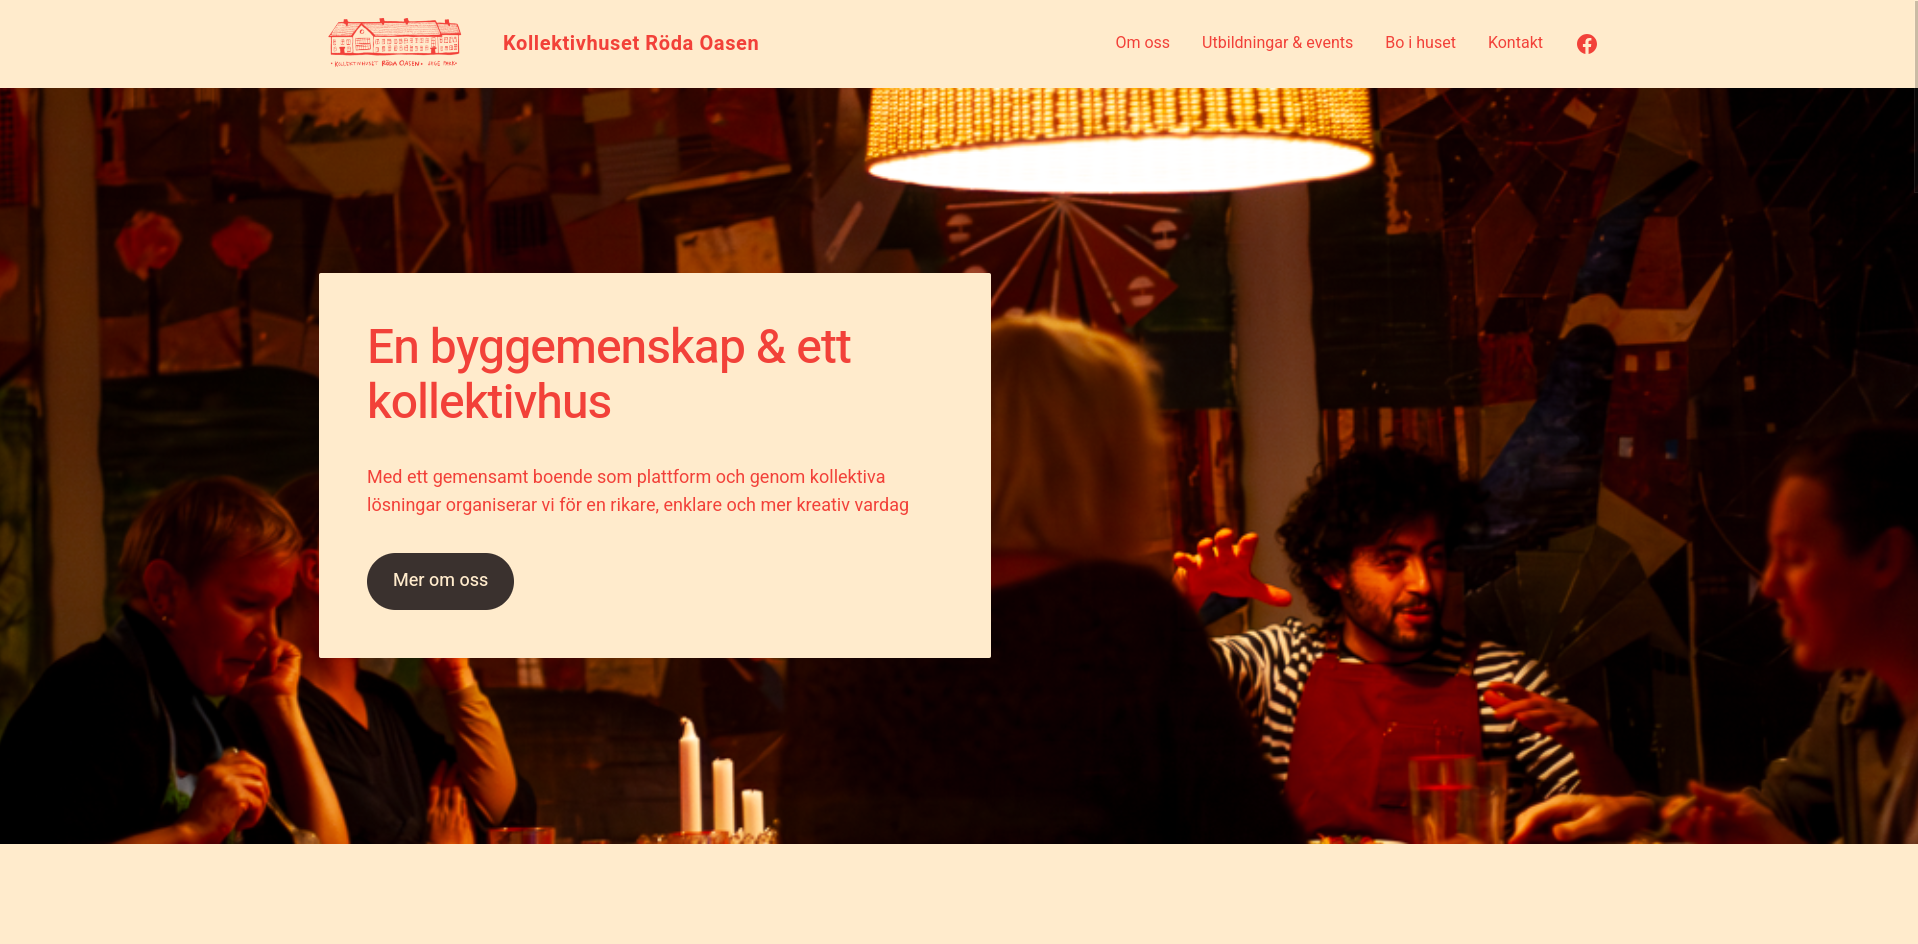 KOLLEKTIVHUSET RÖDA OASEN
Kollektivhuset Röda Oasen
Om oss
Utbildningar & events
Bo i huset
Kontakt
En byggemenskap & ett
kollektivhus
Med ett gemensamt boende som plattform och genom kollektiva
lösningar organiserar vi för en rikare, enklare och mer kreativ vardag
Mer om oss